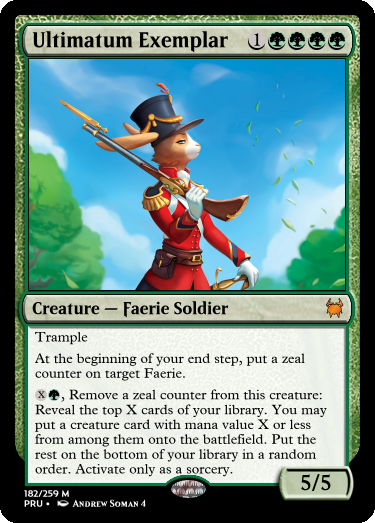 Ultimatum Exemplar 1
Creature — Faerie Soldier
Trample
At the beginning of your end step, put a zeal
counter on target Faerie.
X, Remove a zeal counter from this creature:
Reveal the top X cards of your library. You may
put a creature card with mana value X or less
from among them onto the battlefield. Put the
rest on the bottom of your library in a random
order. Activate only as a sorcery.
5/5
182/259 M
PRU • Andrew Soman 4